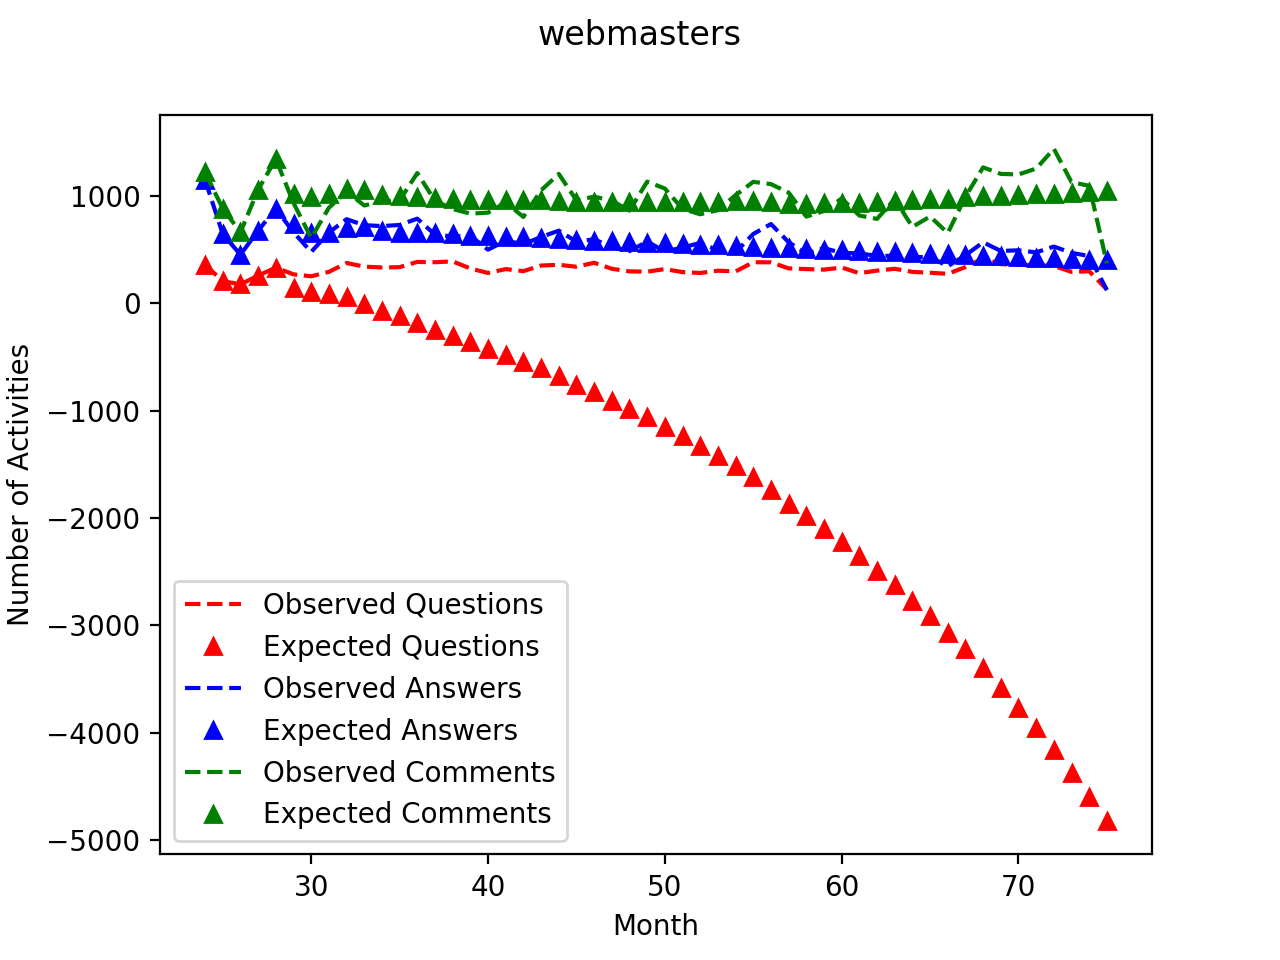 webmasters
Number of Activities
1000
0
−1000
−2000
−3000
−4000
−5000
Observed Questions
Expected Questions
Observed Answers
Expected Answers
Observed Comments
Expected Comments
30 40 50 60 70
Month